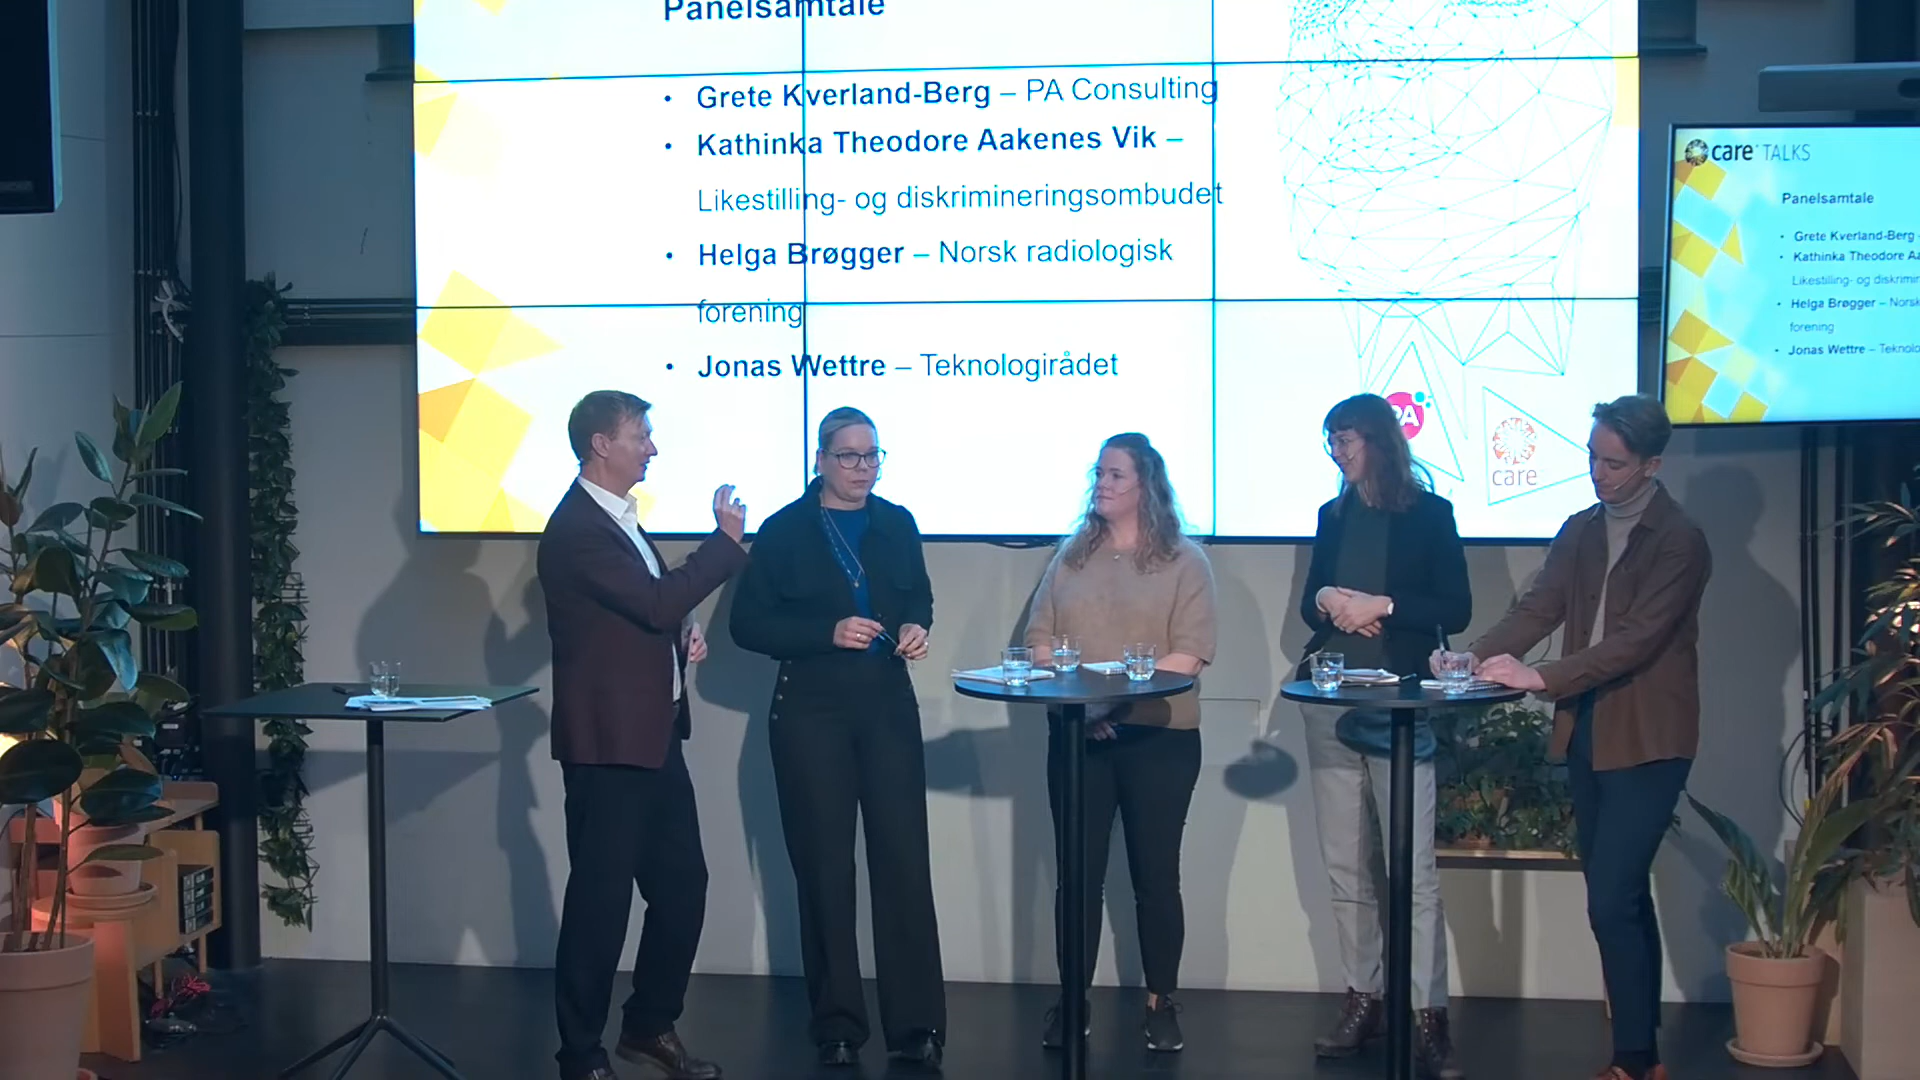 Panelsamtale
• Grete Kverland-Berg – PA Consulting
• Kathinka Theodore Aakenes Vik –
Likestilling- og diskrimineringsombudet
• Helga Brøgger – Norsk radiologisk
forening
• Jonas Wettre – Teknologirådet
PA
care
care TALKS
Panelsamtale
• Grete Kverland-Berg
• Kathinka Theodore
Likestilling- og
• Helga Brøgger –
forening
• Jonas Wettre –